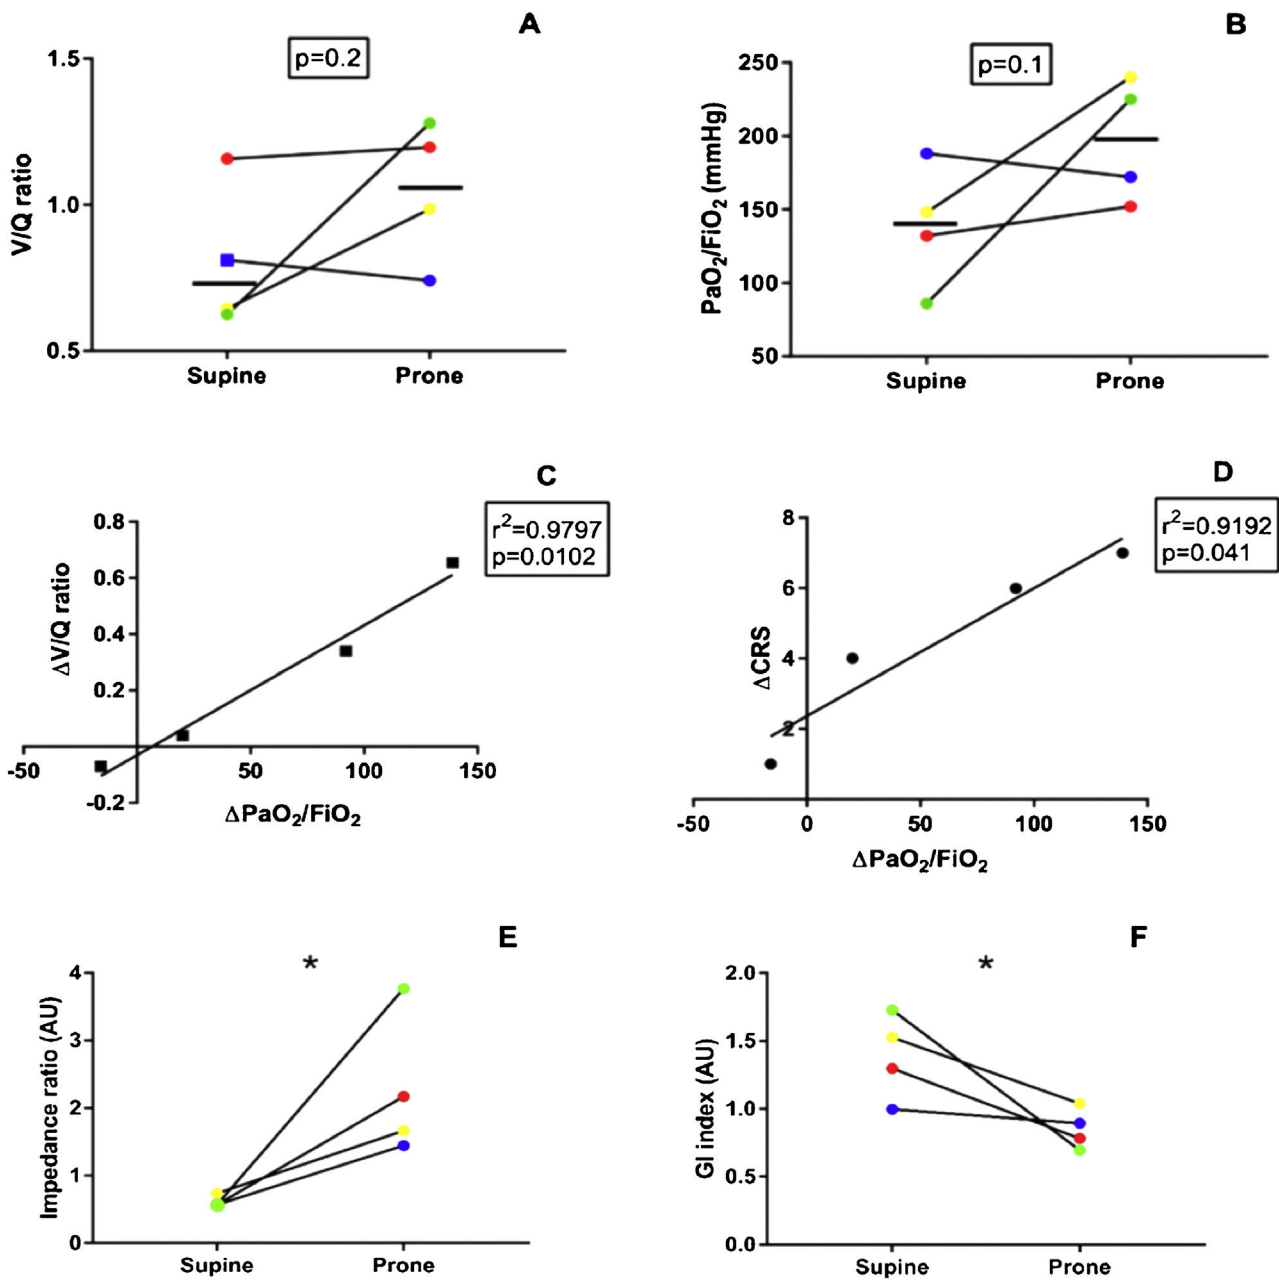 A
p=0.2
1.5
1.0
0.5
V/Q ratio
Supine Prone
B
p=0.1
250
200
150
100
50
PaO2/FiO2 (mmHg)
Supine Prone
C
r2=0.9797
p=0.0102
0.8
0.6
0.4
0.2
-0.2
ΔV/Q ratio
-50 50 100 150
ΔPaO2/FiO2
D
r2=0.9192
p=0.041
8
6
4
2
ΔCRS
-50 0 50 100 150
ΔPaO2/FiO2
E
*
4
3
2
1
0
Impedance ratio (AU)
Supine Prone
F
*
2.0
1.5
1.0
0.5
0.0
GI index (AU)
Supine Prone